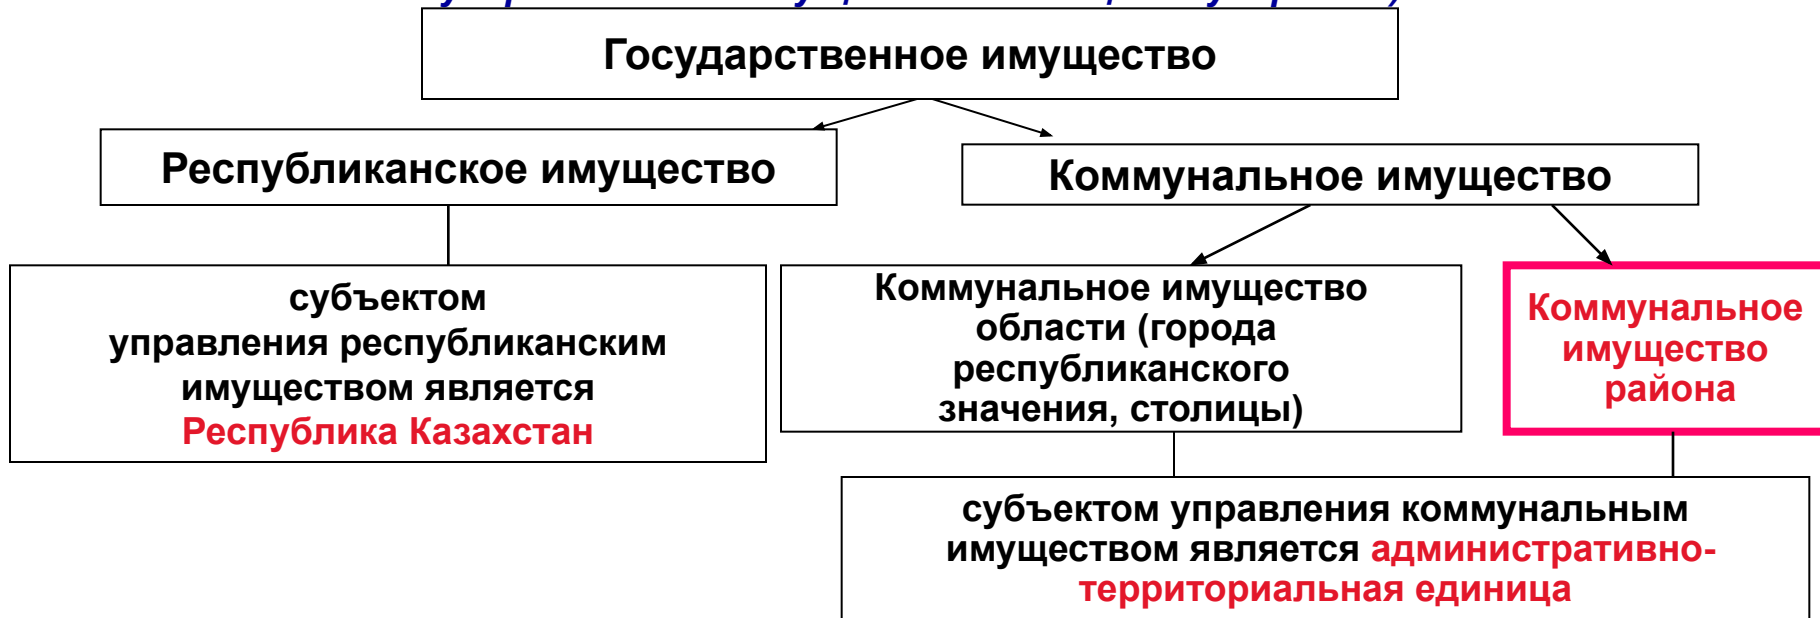 Государственное имущество
Республиканское имущество
Коммунальное имущество
субъектом
управления республиканским
имуществом является
Республика Казахстан
Коммунальное имущество
области (города
республиканского
значения, столицы)
Коммунальное
имущество
района
субъектом управления коммунальным
имуществом является административно-
территориальная единица